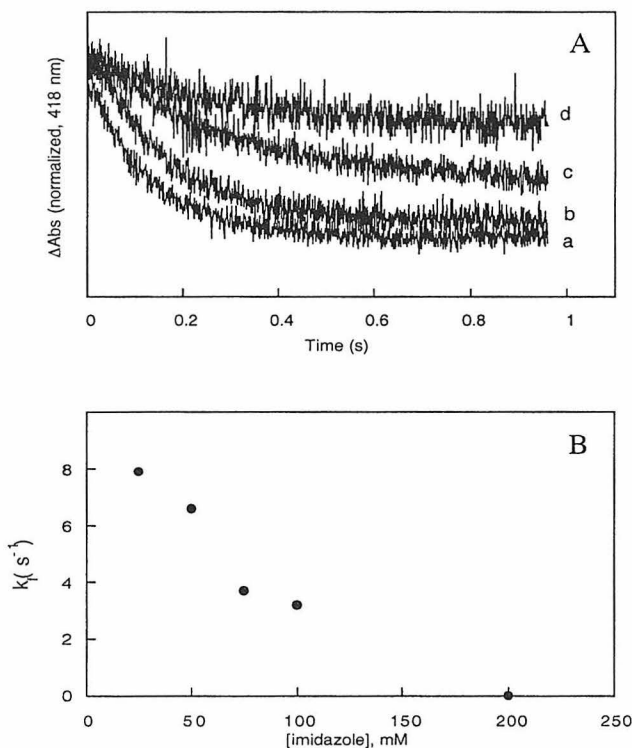 A
ΔAbs (normalized, 418 nm)
d
c
b
a
0 0.2 0.4 0.6 0.8 1
Time (s)
B
8
6
4
2
0
k_f( s⁻¹)
0 50 100 150 200 250
[imidazole], mM